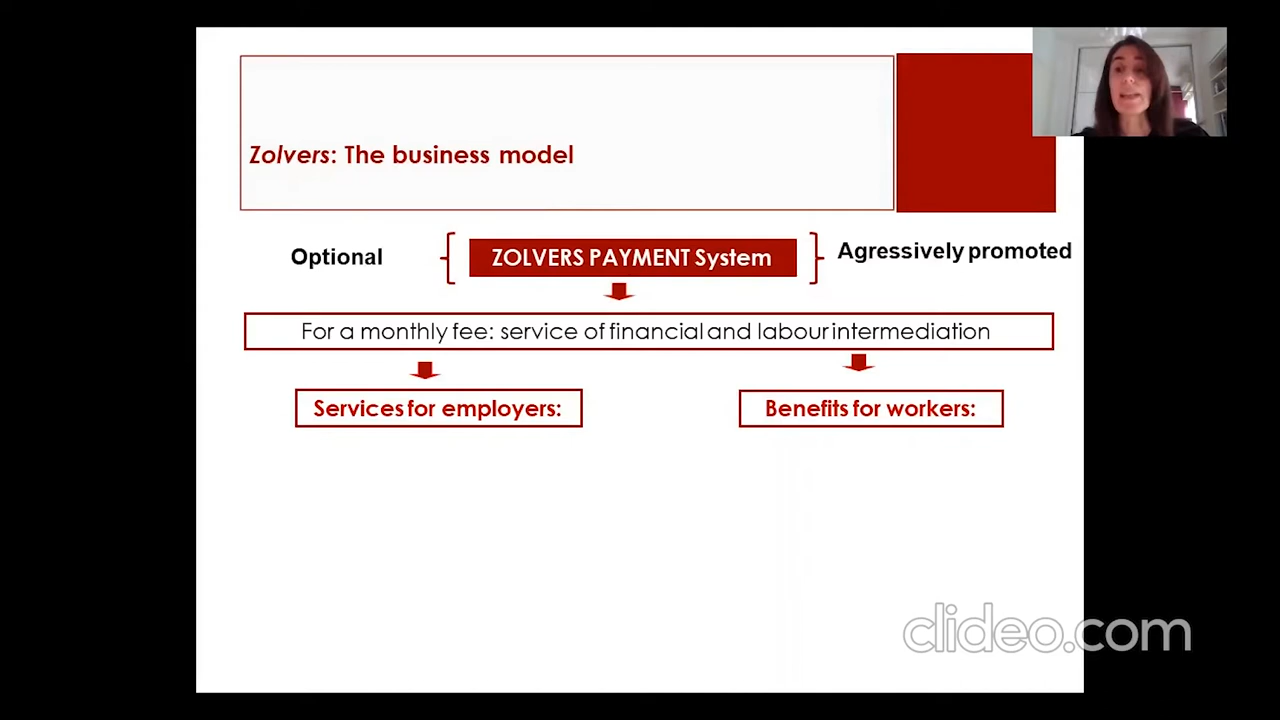 Zolvers: The business model
Optional
ZOLVERS PAYMENT System
Agressively promoted
For a monthly fee: service of financial and labour intermediation
Services for employers:
Benefits for workers:
clideo.com